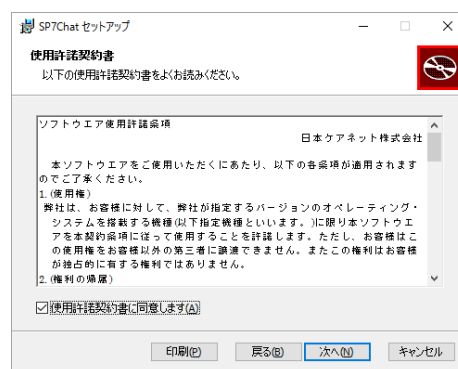 SP7Chat セットアップ
使用許諾契約書
以下の使用許諾契約書をよくお読みください。
ソフトウエア使用許諾条項
日本ケアネット株式会社
本ソフトウエアをご使用いただくにあたり、以下の各条項が適用されます
のでご了承ください。
1.(使用権)
弊社は、お客様に対して、弊社が指定するバージョンのオペレーティング・
システムを搭載する機種(以下指定機種といいます。)に限り本ソフトウエ
アを本契約条項に従って使用することを許諾します。ただし、お客様はこ
の使用権をお客様以外の第三者に譲渡できません。またこの権利はお客様
が独占的に有する権利ではありません。
2.(権利の帰属)
使用許諾契約書に同意します(A)
印刷(P)
戻る(B)
次へ(N)
キャンセル